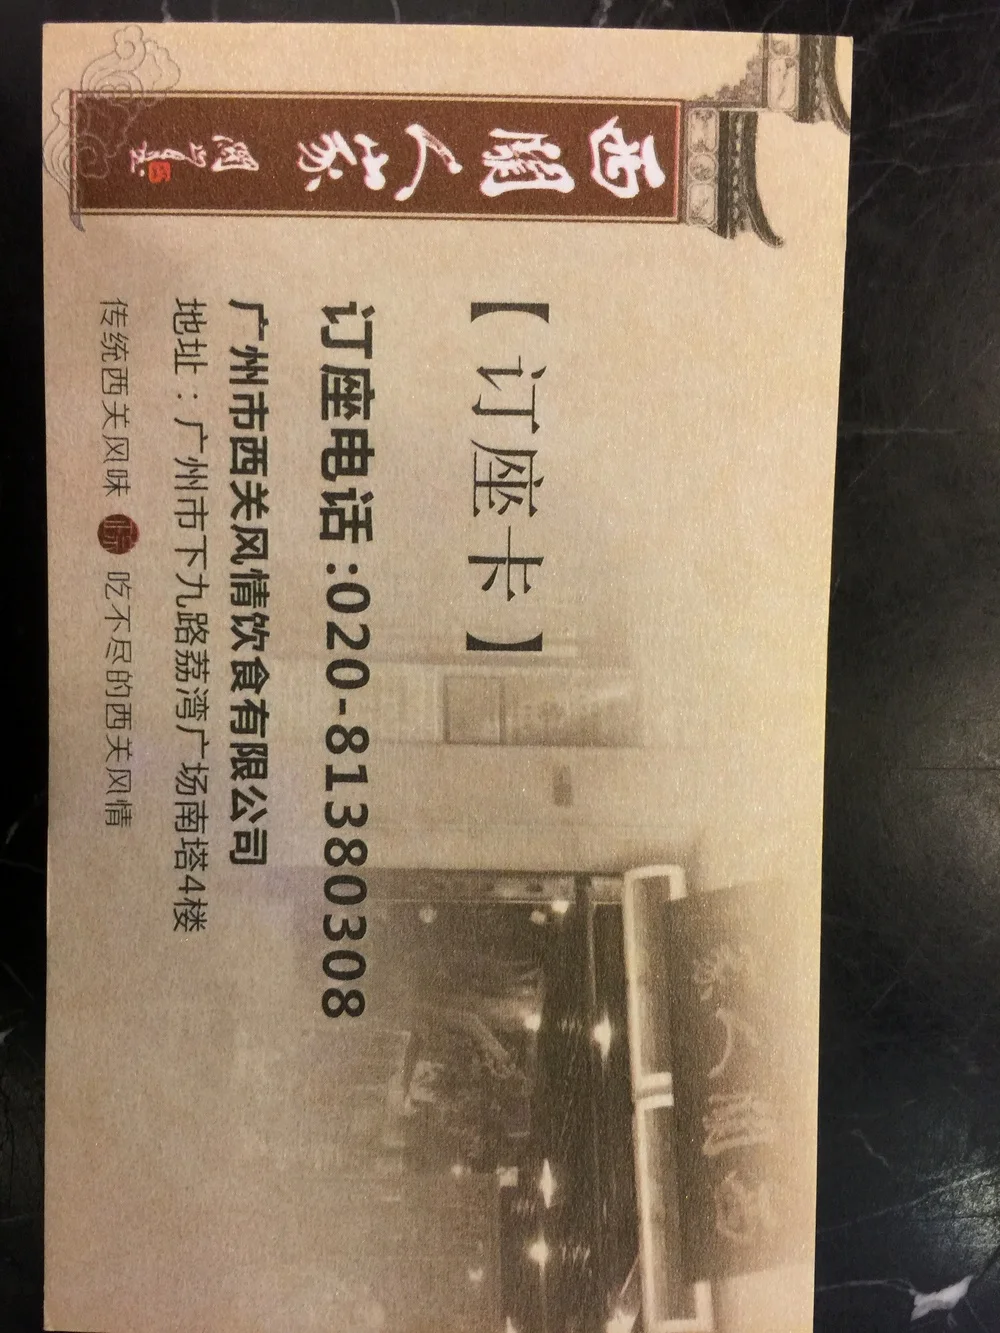 西關人家
【订座卡】
订座电话:020-81380308
广州市西关风情饮食有限公司
地址：广州市下九路荔湾广场南塔4楼
传统西关风味 吃不尽的西关风情